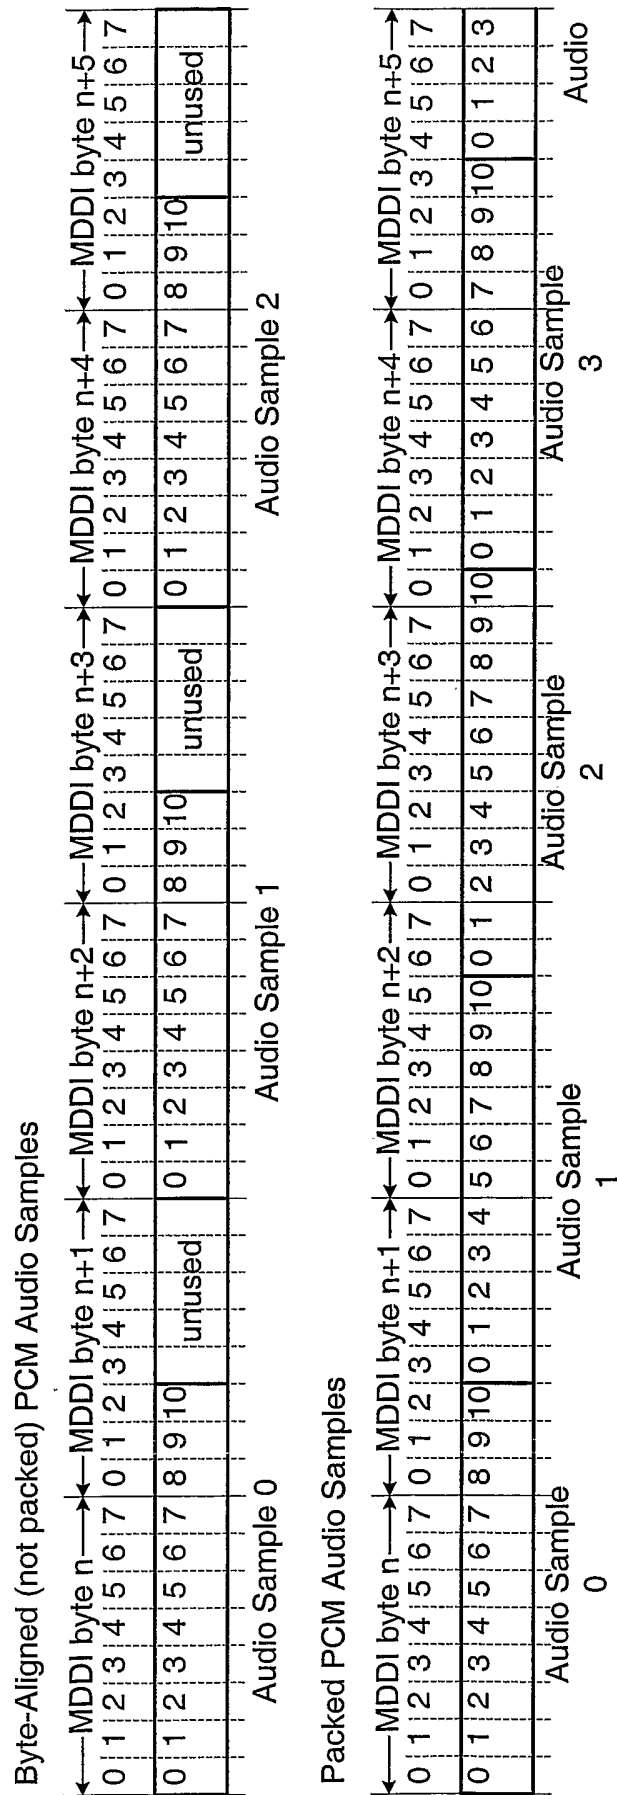 Byte-Aligned (not packed) PCM Audio Samples
MDDI byte n MDDI byte n+1 MDDI byte n+2 MDDI byte n+3 MDDI byte n+4 MDDI byte n+5
0 1 2 3 4 5 6 7 0 1 2 3 4 5 6 7 0 1 2 3 4 5 6 7 0 1 2 3 4 5 6 7 0 1 2 3 4 5 6 7 0 1 2 3 4 5 6 7
0 1 2 3 4 5 6 7 8 9 10 unused 0 1 2 3 4 5 6 7 8 9 10 unused 0 1 2 3 4 5 6 7 8 9 10 unused
Audio Sample 0 Audio Sample 1 Audio Sample 2
Packed PCM Audio Samples
MDDI byte n MDDI byte n+1 MDDI byte n+2 MDDI byte n+3 MDDI byte n+4 MDDI byte n+5
0 1 2 3 4 5 6 7 0 1 2 3 4 5 6 7 0 1 2 3 4 5 6 7 0 1 2 3 4 5 6 7 0 1 2 3 4 5 6 7 0 1 2 3 4 5 6 7
0 1 2 3 4 5 6 7 8 9 10 0 1 2 3 4 5 6 7 8 9 10 0 1 2 3 4 5 6 7 8 9 10 0 1 2 3 4 5 6 7 8 9 10 0 1 2 3
Audio Sample Audio Sample Audio Sample Audio Sample Audio
0 1 2 3